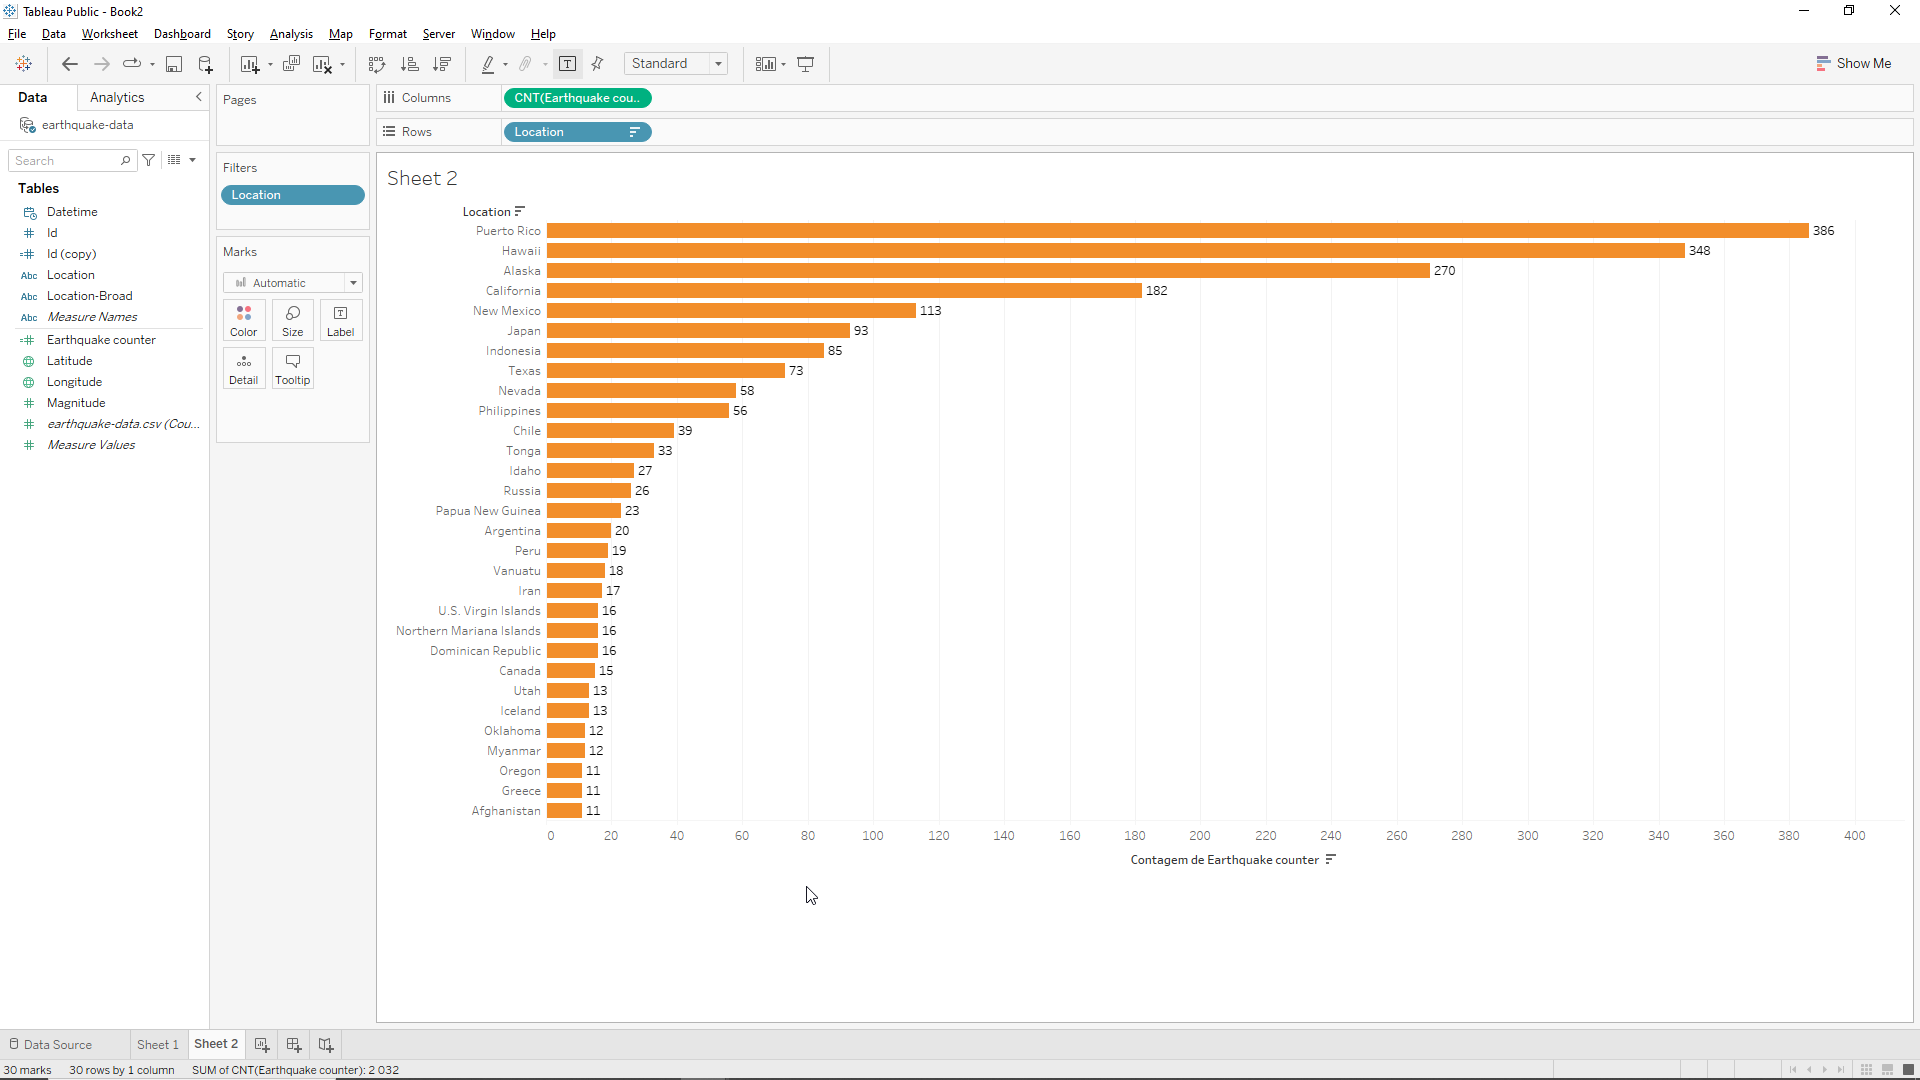 Tableau Public - Book2
File Data Worksheet Dashboard Story Analysis Map Format Server Window Help
Standard
Show Me
Data Analytics
earthquake-data
Search
Tables
Datetime
Id
Id (copy)
Abc Location
Abc Location-Broad
Abc Measure Names
Earthquake counter
Latitude
Longitude
Magnitude
earthquake-data.csv (Cou...
Measure Values
Pages
Filters
Location
Marks
Automatic
Color Size Label
Detail Tooltip
Columns CNT(Earthquake cou..
Rows Location
Sheet 2
Location
Puerto Rico 386
Hawaii 348
Alaska 270
California 182
New Mexico 113
Japan 93
Indonesia 85
Texas 73
Nevada 58
Philippines 56
Chile 39
Tonga 33
Idaho 27
Russia 26
Papua New Guinea 23
Argentina 20
Peru 19
Vanuatu 18
Iran 17
U.S. Virgin Islands 16
Northern Mariana Islands 16
Dominican Republic 16
Canada 15
Utah 13
Iceland 13
Oklahoma 12
Myanmar 12
Oregon 11
Greece 11
Afghanistan 11
0 20 40 60 80 100 120 140 160 180 200 220 240 260 280 300 320 340 360 380 400
Contagem de Earthquake counter
Data Source Sheet 1 Sheet 2
30 marks 30 rows by 1 column SUM of CNT(Earthquake counter): 2 032